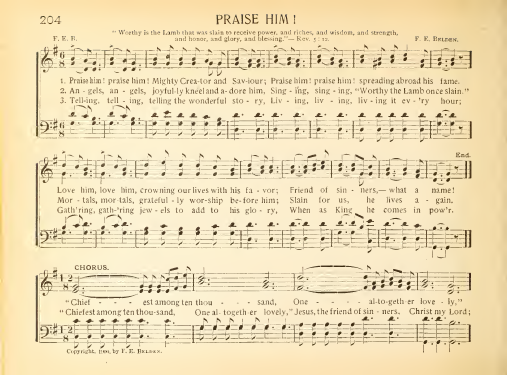 204 PRAISE HIM!
"Worthy is the Lamb that was slain to receive power, and riches, and wisdom, and strength,
and honor, and glory, and blessing."—Rev. 5: 12.
F. E. B. F. E. BELDEN.
1. Praise him! praise him! Mighty Crea-tor and Sav-iour; Praise him! praise him! spreading abroad his fame.
2. An-gels, an-gels, joyful-ly kneel and a-dore him, Sing-ing, sing-ing, "Worthy the Lamb once slain."
3. Tell-ing, tell-ing, telling the wonderful sto-ry, Liv-ing, liv-ing, liv-ing it ev-'ry hour;
End.
Love him, love him, crowning our lives with his fa-vor; Friend of sin-ners,—what a name!
Mor-tals, mor-tals, grateful-ly wor-ship be-fore him; Slain for us, he lives a-gain.
Gath'ring, gath'ring jew-els to add to his glo-ry, When as King he comes in pow'r.
CHORUS.
"Chief - - - est among ten thou - - - sand, One - - - - al-to-geth-er love-ly,"
"Chiefest among ten thou-sand, One al-togeth-er lovely," Jesus, the friend of sin-ners, Christ my Lord;
Copyright, by F. E. BELDEN.